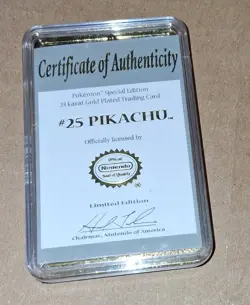 Certificate of Authenticity
Pokémon™ Special Edition
23 karat Gold Plated Trading Card
#25 PIKACHU™
Officially licensed by
Official
Nintendo
Seal of Quality
Limited Edition
Chairman, Nintendo of America